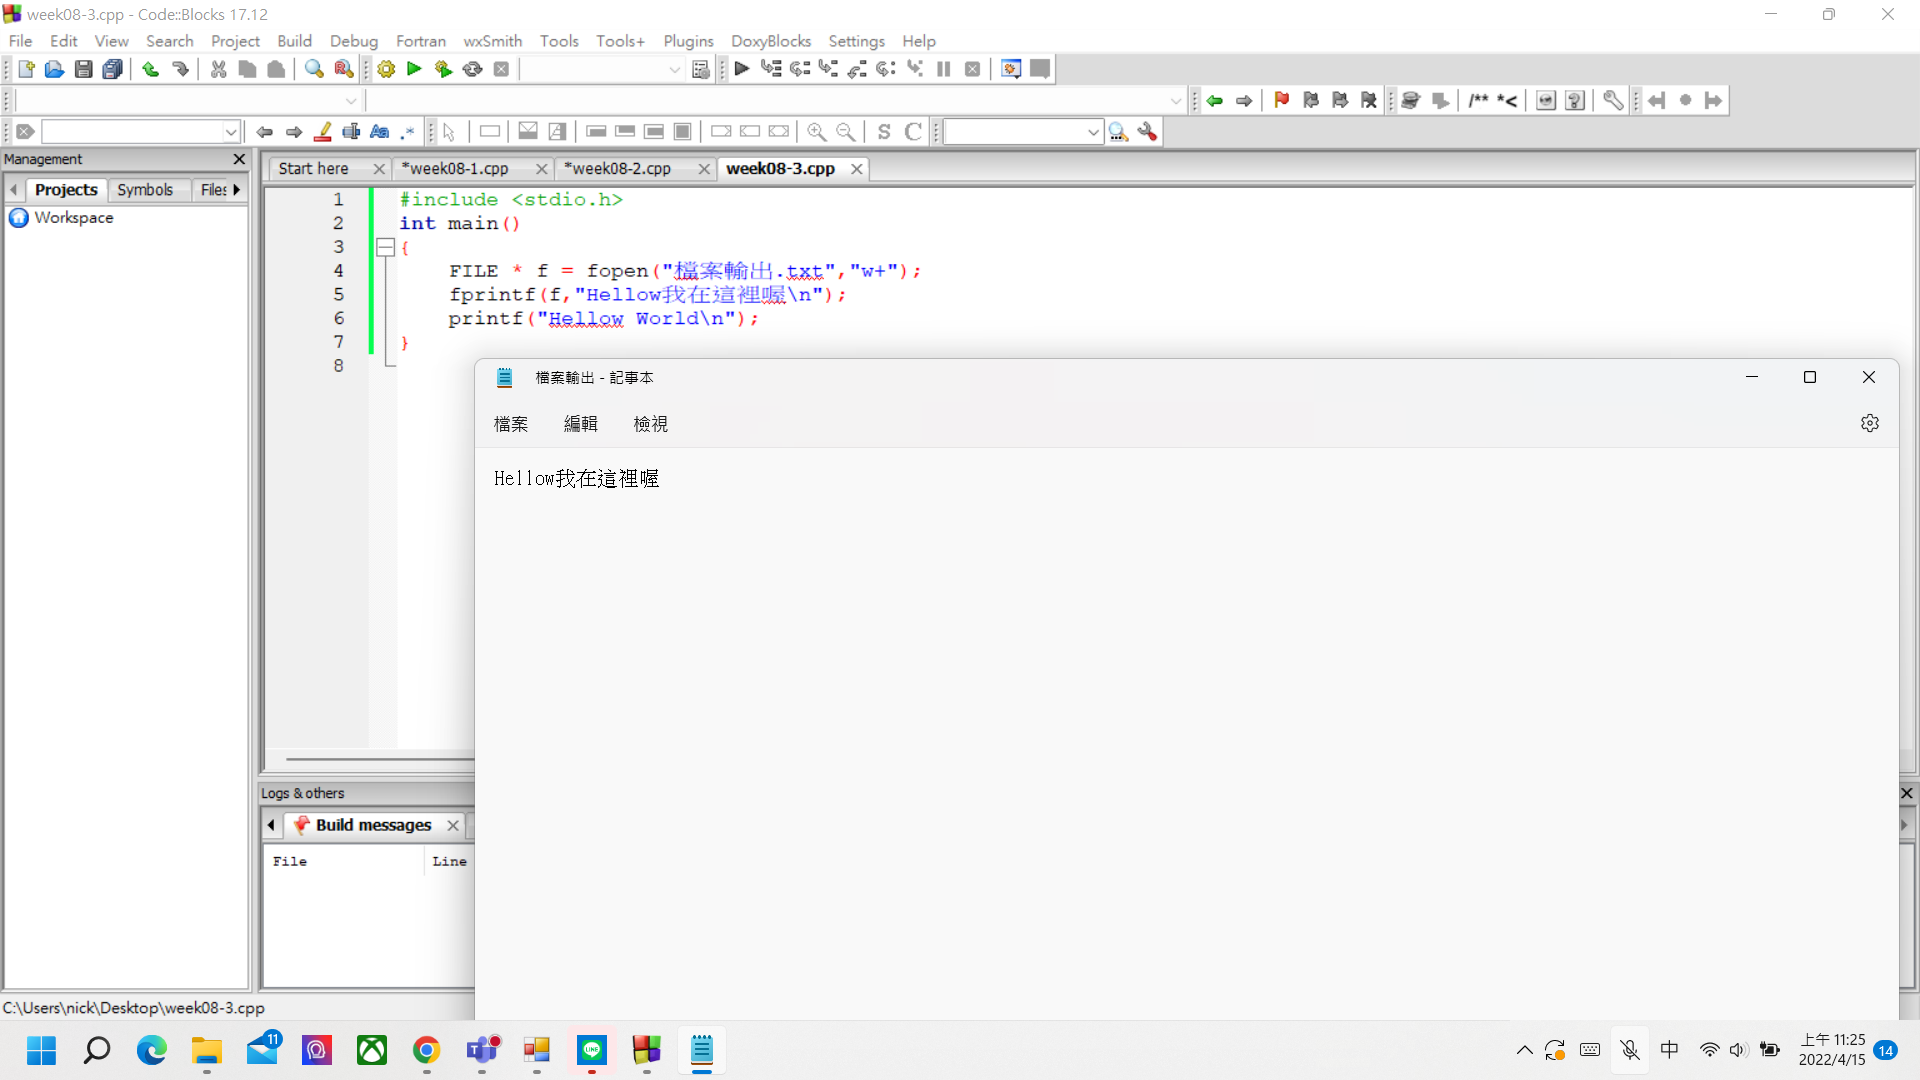 week08-3.cpp - Code::Blocks 17.12
File Edit View Search Project Build Debug Fortran wxSmith Tools Tools+ Plugins DoxyBlocks Settings Help
/** *<
Aa .*
S C
Management
Projects Symbols Files
Workspace
Start here *week08-1.cpp *week08-2.cpp week08-3.cpp
1 #include <stdio.h>
2 int main()
3 {
4 FILE * f = fopen("檔案輸出.txt","w+");
5 fprintf(f,"Hellow我在這裡喔\n");
6 printf("Hellow World\n");
7 }
8
檔案輸出 - 記事本
檔案 編輯 檢視
Hellow我在這裡喔
Logs & others
Build messages
File Line
C:\Users\nick\Desktop\week08-3.cpp
11
中
上午 11:25
2022/4/15
14